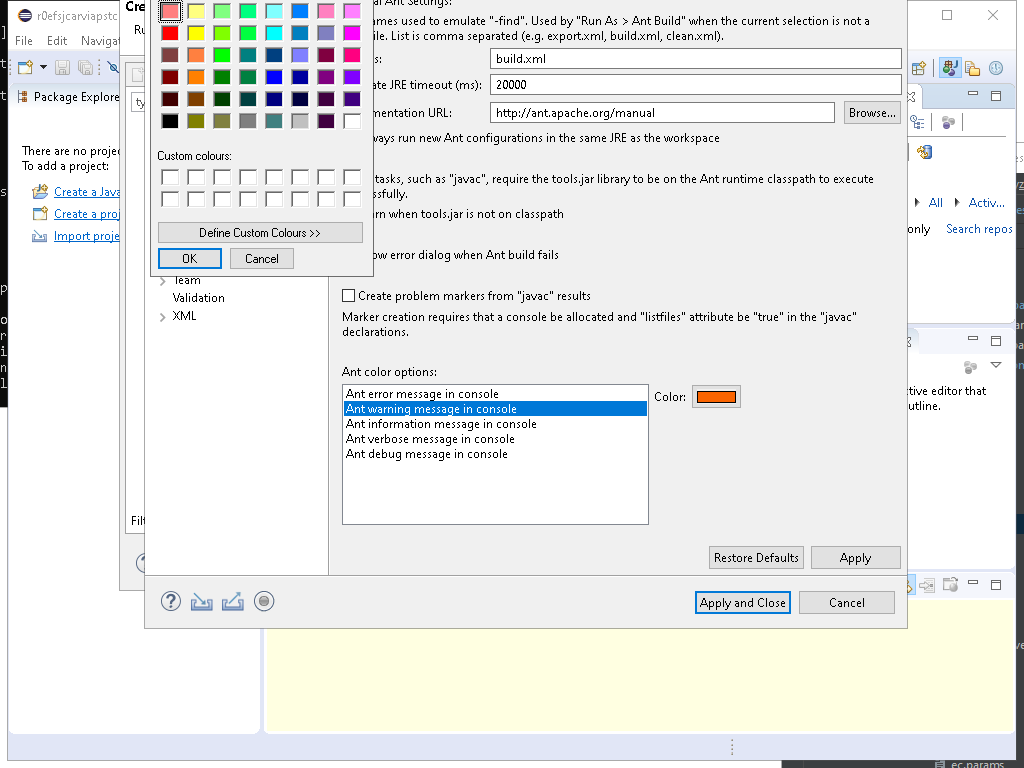 r0efsjcarviapstc
File Edit Navigat
Package Explore
There are no projec
To add a project:
Create a Java
Create a proj
Import proje
Cre
Ru
ty
Filt
Custom colours:
Define Custom Colours >>
OK
Cancel
Team
Validation
XML
al Ant Settings:
mes used to emulate "-find". Used by "Run As > Ant Build" when the current selection is not a
ile. List is comma separated (e.g. export.xml, build.xml, clean.xml).
s:
build.xml
ate JRE timeout (ms):
20000
mentation URL:
http://ant.apache.org/manual
Browse...
ways run new Ant configurations in the same JRE as the workspace
tasks, such as "javac", require the tools.jar library to be on the Ant runtime classpath to execute
ssfully.
rn when tools.jar is not on classpath
ow error dialog when Ant build fails
Create problem markers from "javac" results
Marker creation requires that a console be allocated and "listfiles" attribute be "true" in the "javac"
declarations.
Ant color options:
Ant error message in console
Ant warning message in console
Ant information message in console
Ant verbose message in console
Ant debug message in console
Color:
Restore Defaults
Apply
Apply and Close
Cancel
All
Activ...
only
Search repos
tive editor that
utline.
ec.params